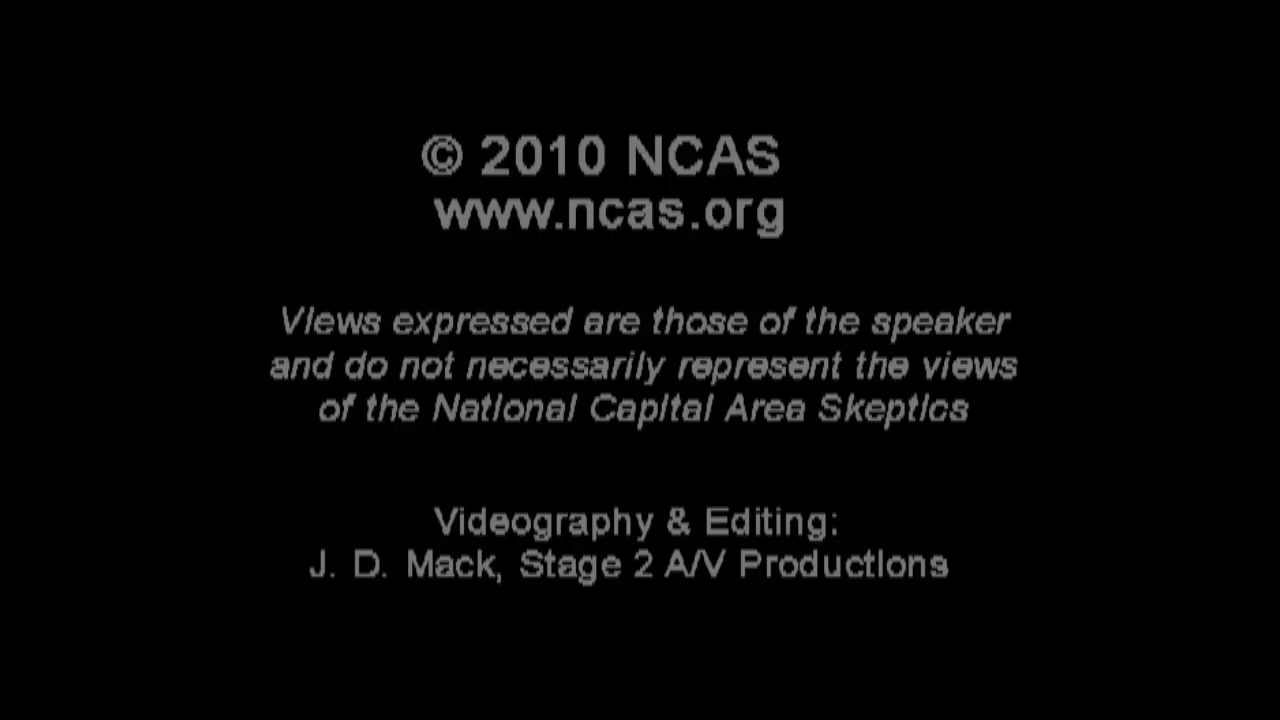 © 2010 NCAS
www.ncas.org
Views expressed are those of the speaker
and do not necessarily represent the views
of the National Capital Area Skeptics
Videography & Editing:
J. D. Mack, Stage 2 A/V Productions